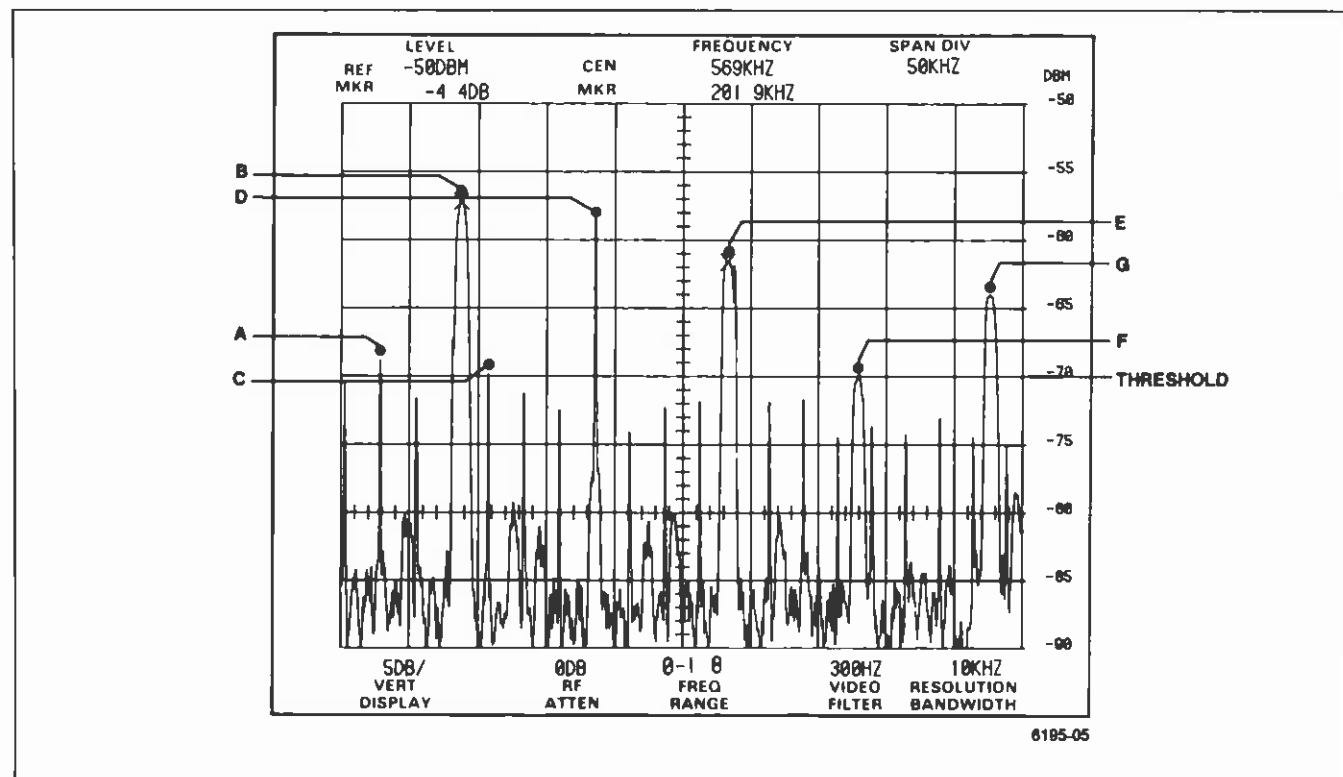 LEVEL FREQUENCY SPAN DIV
REF -50DBM CEN 569KHZ 50KHZ
MKR -4 4DB MKR 201 9KHZ
DBM
-50
B
-55
D
E
-60
G
-65
A
F
C
-70 THRESHOLD
-75
-80
-85
-90
5DB/ 0DB 0-1 8 300HZ 10KHZ
VERT RF FREQ VIDEO RESOLUTION
DISPLAY ATTEN RANGE FILTER BANDWIDTH
6195-05